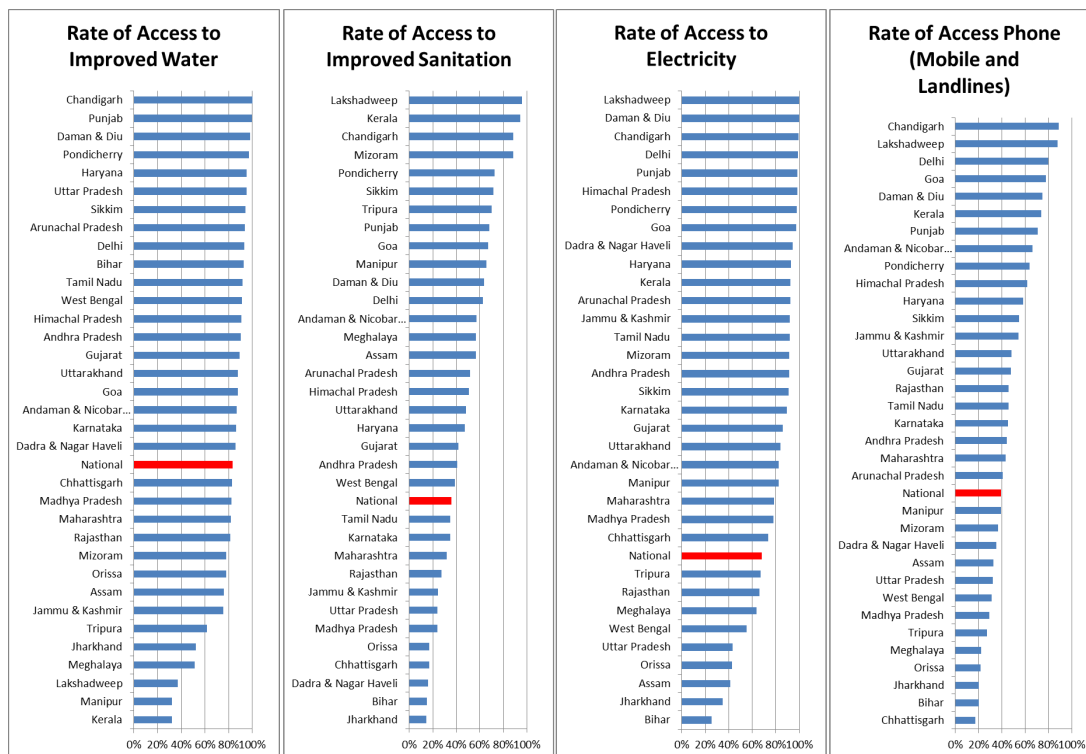 Rate of Access to
Improved Water
Chandigarh
Punjab
Daman & Diu
Pondicherry
Haryana
Uttar Pradesh
Sikkim
Arunachal Pradesh
Delhi
Bihar
Tamil Nadu
West Bengal
Himachal Pradesh
Andhra Pradesh
Gujarat
Uttarakhand
Goa
Andaman & Nicobar...
Karnataka
Dadra & Nagar Haveli
National
Chhattisgarh
Madhya Pradesh
Maharashtra
Rajasthan
Mizoram
Orissa
Assam
Jammu & Kashmir
Tripura
Jharkhand
Meghalaya
Lakshadweep
Manipur
Kerala
0% 20% 40% 60% 80% 100%
Rate of Access to
Improved Sanitation
Lakshadweep
Kerala
Chandigarh
Mizoram
Pondicherry
Sikkim
Tripura
Punjab
Goa
Manipur
Daman & Diu
Delhi
Andaman & Nicobar...
Meghalaya
Assam
Arunachal Pradesh
Himachal Pradesh
Uttarakhand
Haryana
Gujarat
Andhra Pradesh
West Bengal
National
Tamil Nadu
Karnataka
Maharashtra
Rajasthan
Jammu & Kashmir
Uttar Pradesh
Madhya Pradesh
Orissa
Chhattisgarh
Dadra & Nagar Haveli
Bihar
Jharkhand
0% 20% 40% 60% 80% 100%
Rate of Access to
Electricity
Lakshadweep
Daman & Diu
Chandigarh
Delhi
Punjab
Himachal Pradesh
Pondicherry
Goa
Dadra & Nagar Haveli
Haryana
Kerala
Arunachal Pradesh
Jammu & Kashmir
Tamil Nadu
Mizoram
Andhra Pradesh
Sikkim
Karnataka
Gujarat
Uttarakhand
Andaman & Nicobar...
Manipur
Maharashtra
Madhya Pradesh
Chhattisgarh
National
Tripura
Rajasthan
Meghalaya
West Bengal
Uttar Pradesh
Orissa
Assam
Jharkhand
Bihar
0% 20% 40% 60% 80% 100%
Rate of Access Phone
(Mobile and
Landlines)
Chandigarh
Lakshadweep
Delhi
Goa
Daman & Diu
Kerala
Punjab
Andaman & Nicobar...
Pondicherry
Himachal Pradesh
Haryana
Sikkim
Jammu & Kashmir
Uttarakhand
Gujarat
Rajasthan
Tamil Nadu
Karnataka
Andhra Pradesh
Maharashtra
Arunachal Pradesh
National
Manipur
Mizoram
Dadra & Nagar Haveli
Assam
Uttar Pradesh
West Bengal
Madhya Pradesh
Tripura
Meghalaya
Orissa
Jharkhand
Bihar
Chhattisgarh
0% 20% 40% 60% 80% 100%